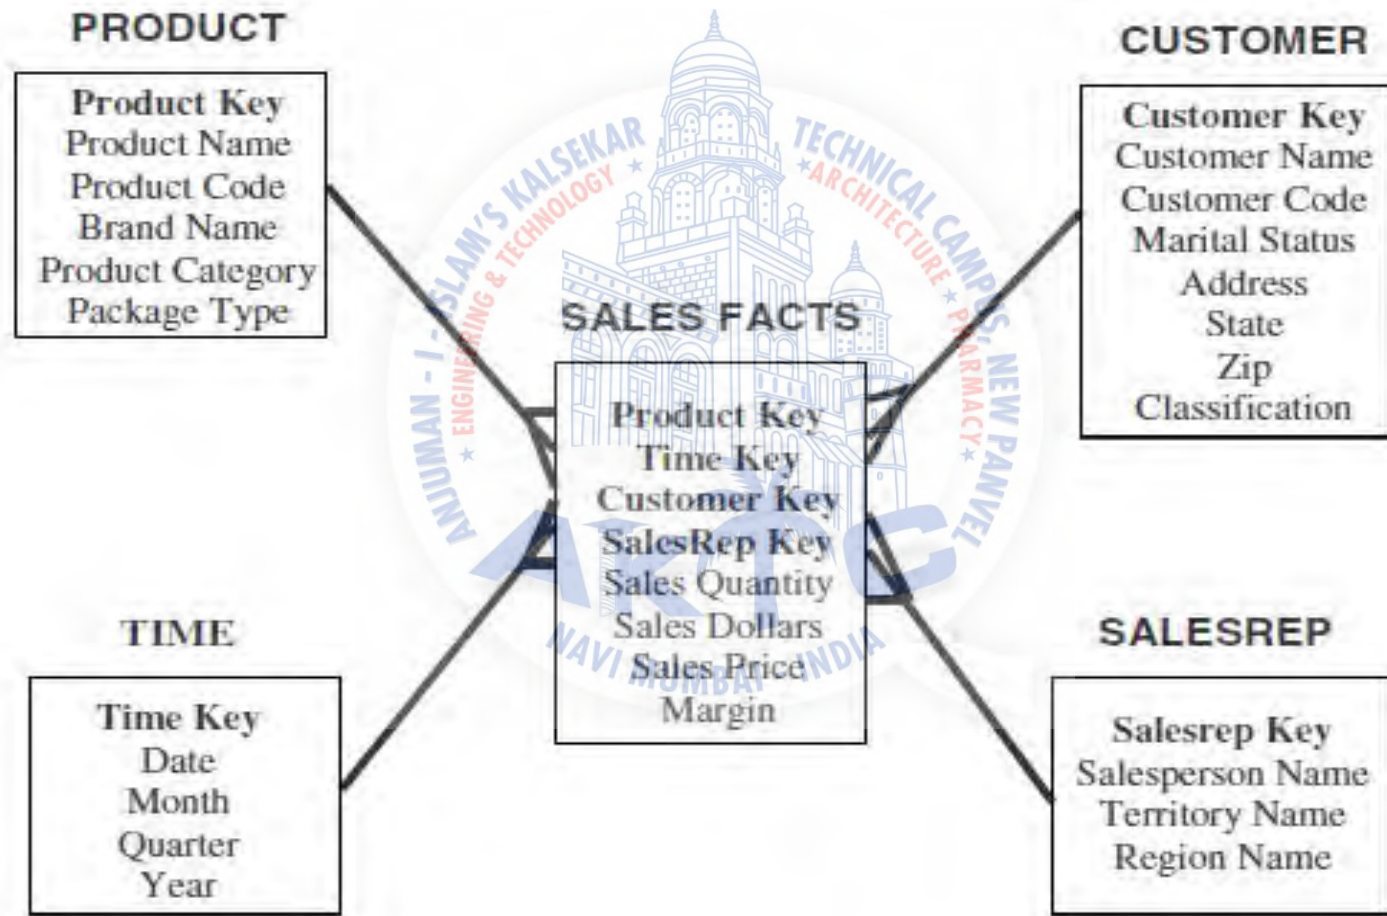 PRODUCT
Product Key
Product Name
Product Code
Brand Name
Product Category
Package Type
CUSTOMER
Customer Key
Customer Name
Customer Code
Marital Status
Address
State
Zip
Classification
SALES FACTS
Product Key
Time Key
Customer Key
SalesRep Key
Sales Quantity
Sales Dollars
Sales Price
Margin
TIME
Time Key
Date
Month
Quarter
Year
SALESREP
Salesrep Key
Salesperson Name
Territory Name
Region Name
ANJUMAN - I - ISLAM'S KALSEKAR TECHNICAL CAMPUS, NEW PANVEL
★ ENGINEERING & TECHNOLOGY ★ ★ARCHITECTURE ★ PHARMACY★
AKTC
NAVI MUMBAI - INDIA